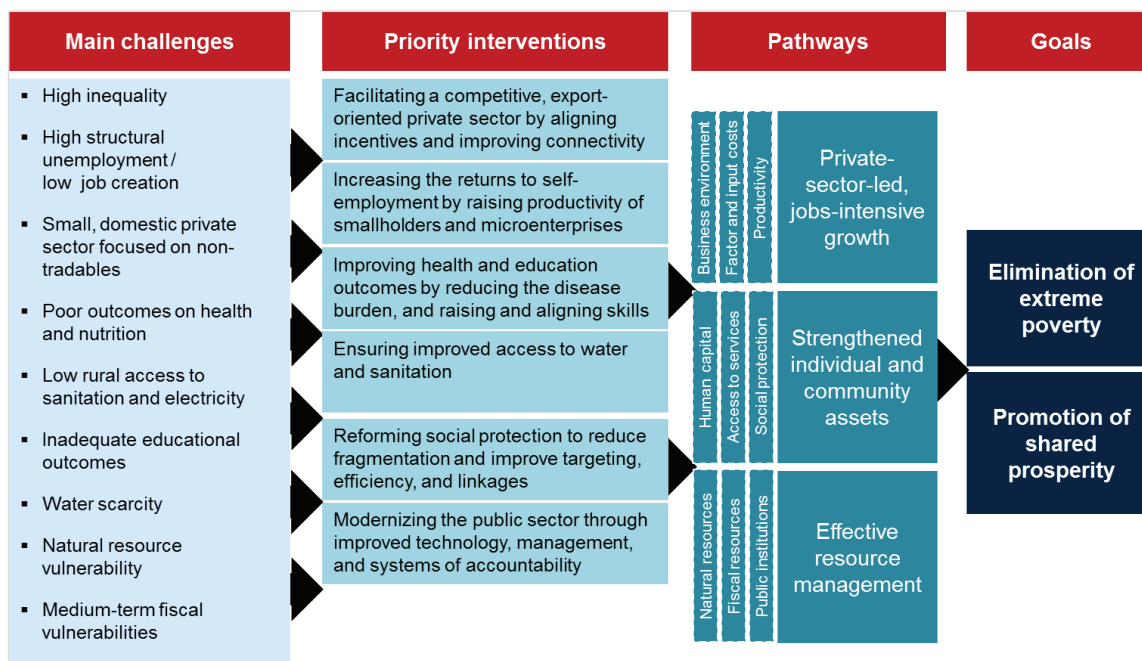 Main challenges
▪ High inequality
▪ High structural
unemployment /
low job creation
▪ Small, domestic private
sector focused on non-
tradables
▪ Poor outcomes on health
and nutrition
▪ Low rural access to
sanitation and electricity
▪ Inadequate educational
outcomes
▪ Water scarcity
▪ Natural resource
vulnerability
▪ Medium-term fiscal
vulnerabilities
Priority interventions
Facilitating a competitive, export-
oriented private sector by aligning
incentives and improving connectivity
Increasing the returns to self-
employment by raising productivity of
smallholders and microenterprises
Improving health and education
outcomes by reducing the disease
burden, and raising and aligning skills
Ensuring improved access to water
and sanitation
Reforming social protection to reduce
fragmentation and improve targeting,
efficiency, and linkages
Modernizing the public sector through
improved technology, management,
and systems of accountability
Pathways
Business environment
Factor and input costs
Productivity
Private-
sector-led,
jobs-intensive
growth
Human capital
Access to services
Social protection
Strengthened
individual and
community
assets
Natural resources
Fiscal resources
Public institutions
Effective
resource
management
Goals
Elimination of
extreme
poverty
Promotion of
shared
prosperity